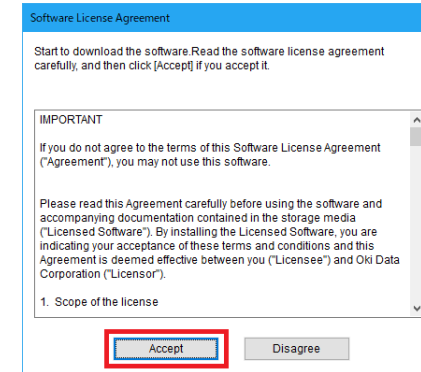 Software License Agreement
Start to download the software.Read the software license agreement
carefully, and then click [Accept] if you accept it.
IMPORTANT
If you do not agree to the terms of this Software License Agreement
("Agreement"), you may not use this software.
Please read this Agreement carefully before using the software and
accompanying documentation contained in the storage media
("Licensed Software"). By installing the Licensed Software, you are
indicating your acceptance of these terms and conditions and this
Agreement is deemed effective between you ("Licensee") and Oki Data
Corporation ("Licensor").
1. Scope of the license
Accept Disagree